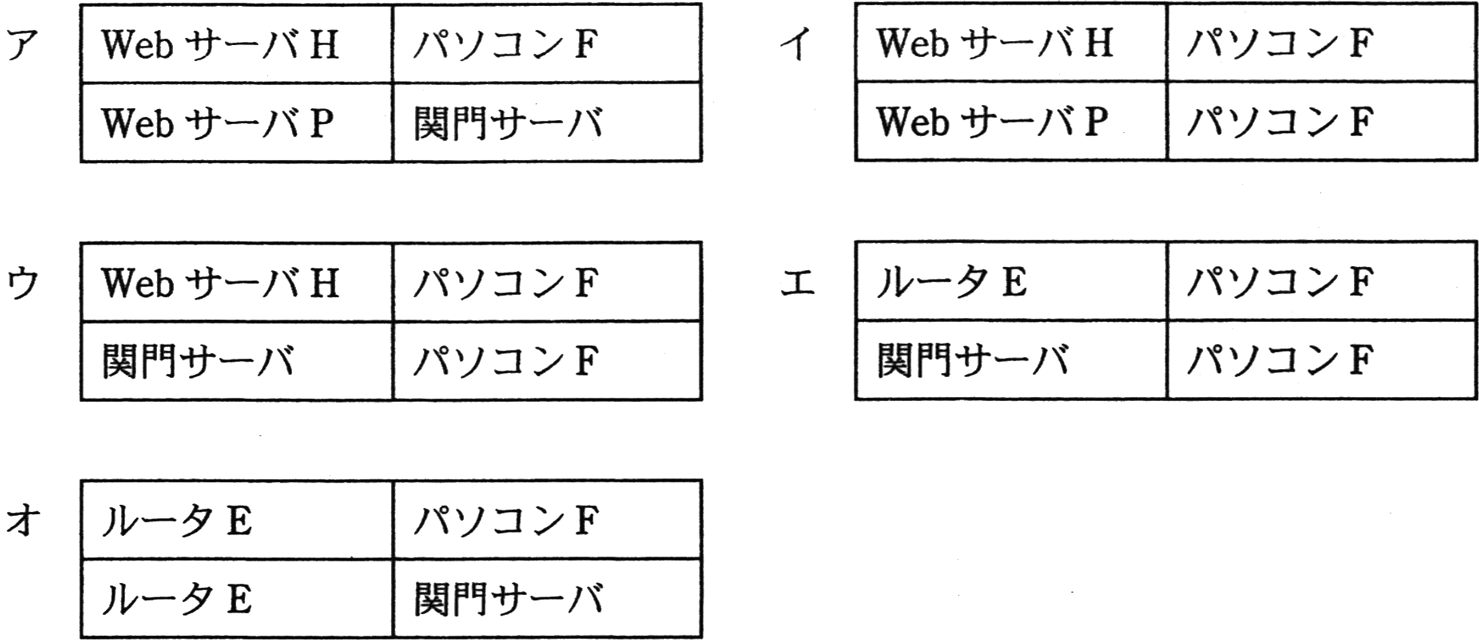 ア Web サーバ H パソコン F
Web サーバ P 関門サーバ
イ Web サーバ H パソコン F
Web サーバ P パソコン F
ウ Web サーバ H パソコン F
関門サーバ パソコン F
エ ルータ E パソコン F
関門サーバ パソコン F
オ ルータ E パソコン F
ルータ E 関門サーバ